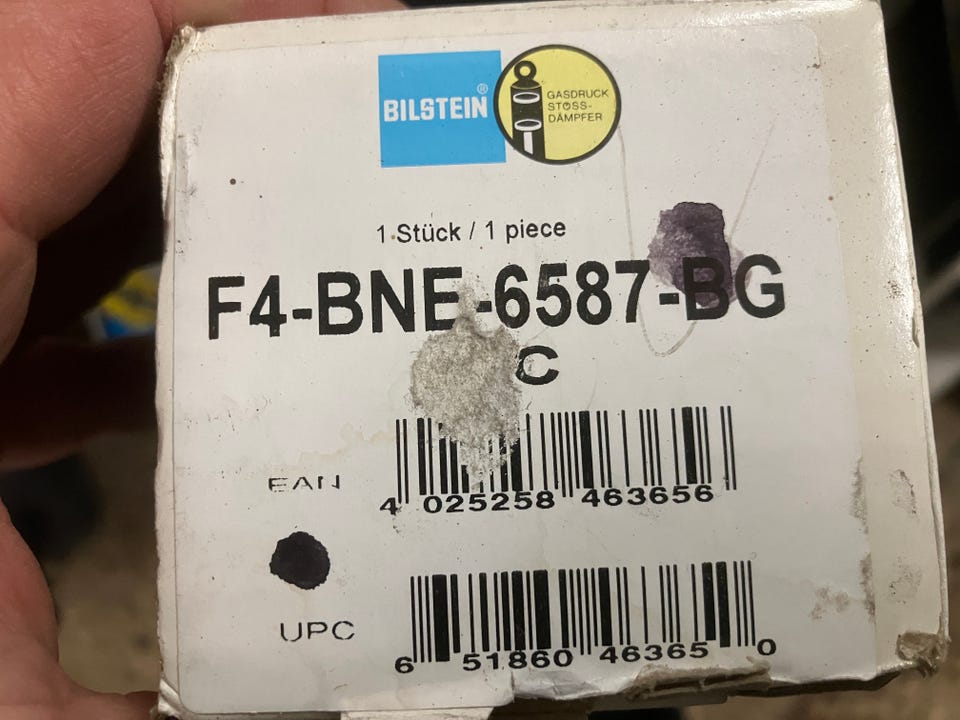 BILSTEIN®
GASDRUCK
STOSS-
DÄMPFER
1 Stück / 1 piece
F4-BNE-6587-BG
C
EAN
4 025258 463656
UPC
6 51860 46365 0